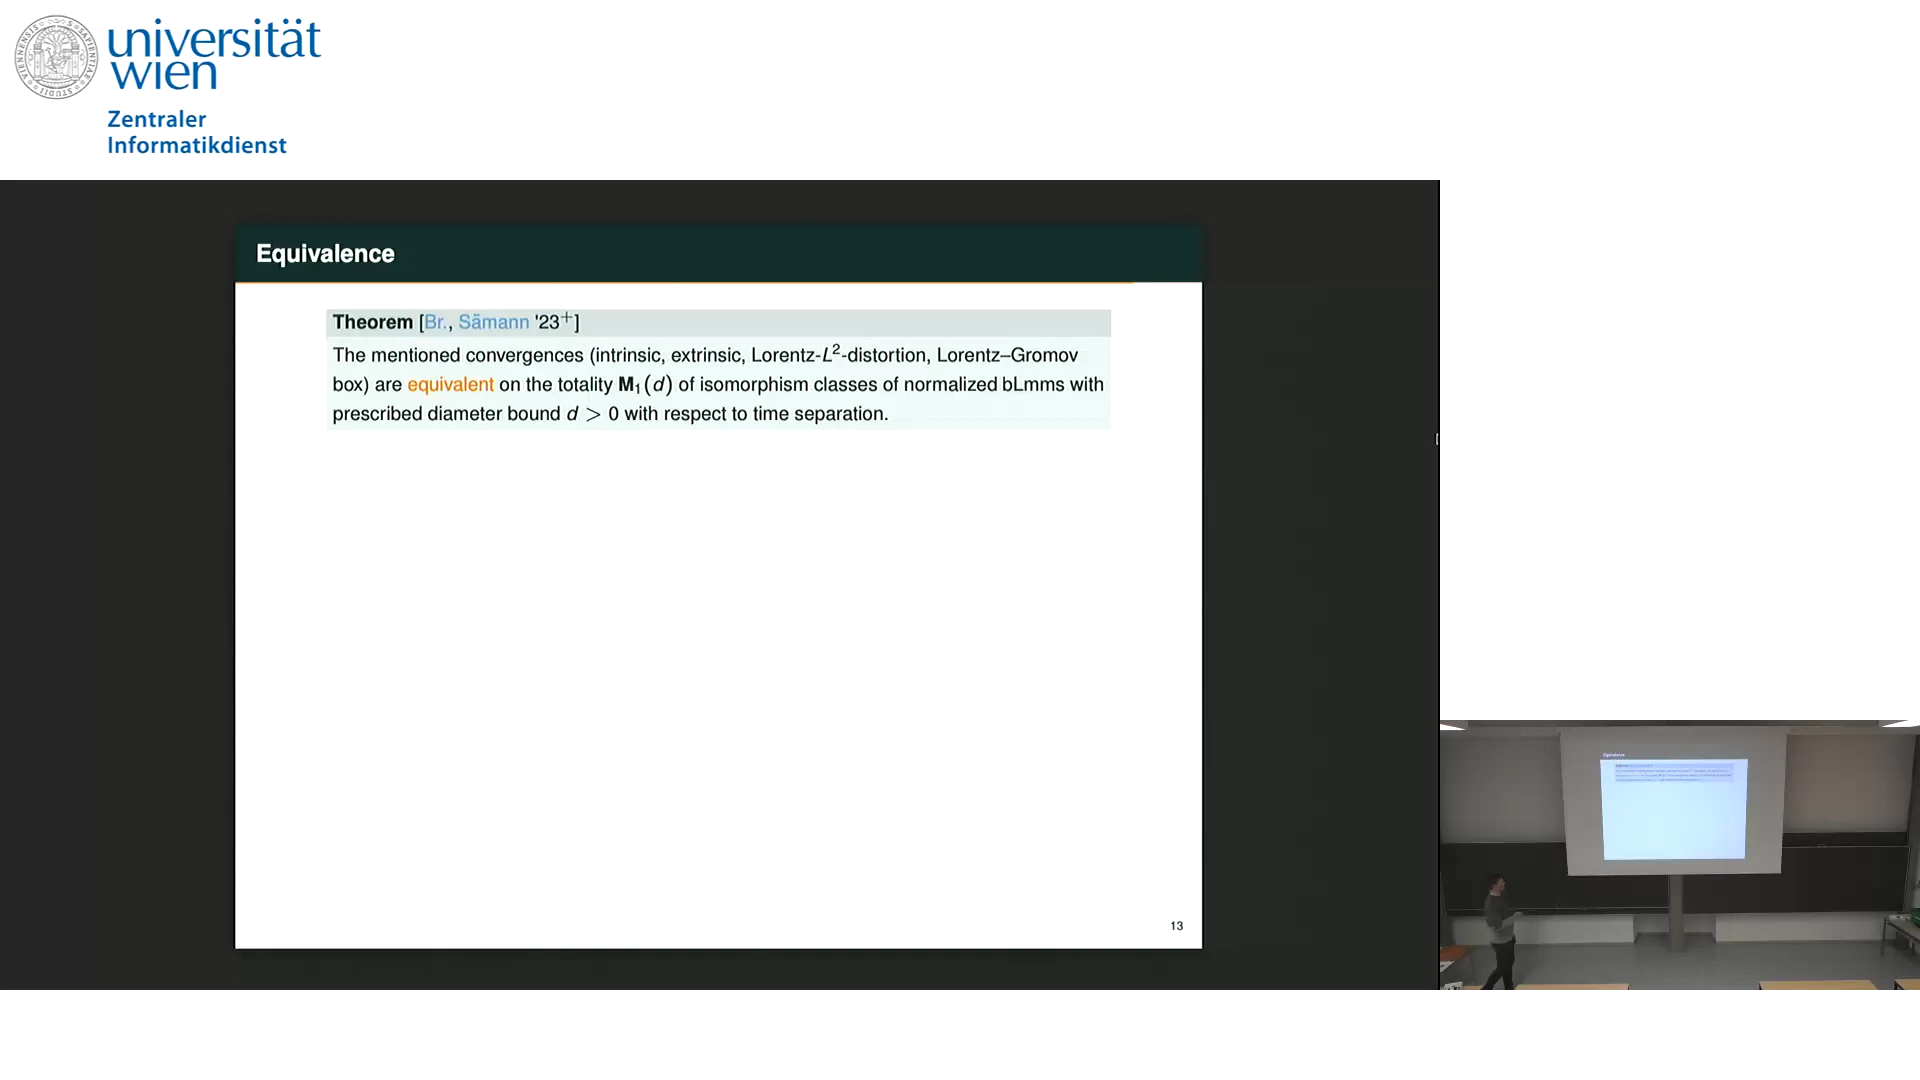 universität
wien
Zentraler
Informatikdienst
Equivalence
Theorem [Br., Sämann '23⁺]
The mentioned convergences (intrinsic, extrinsic, Lorentz-L²-distortion, Lorentz–Gromov
box) are equivalent on the totality M₁(d) of isomorphism classes of normalized bLmms with
prescribed diameter bound d > 0 with respect to time separation.
13
Equivalence